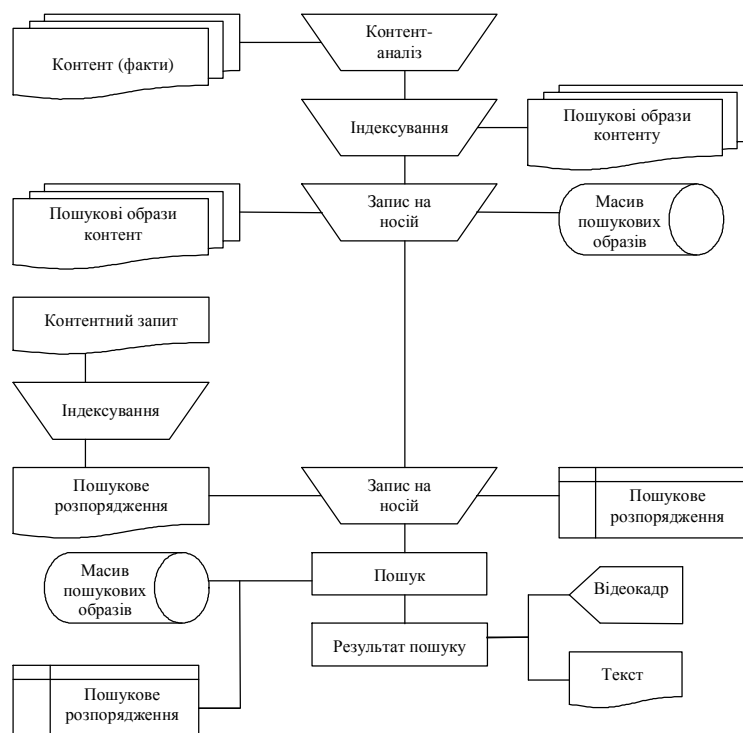 Контент-
аналіз
Контент (факти)
Індексування
Пошукові образи
контенту
Пошукові образи
контент
Запис на
носій
Масив
пошукових
образів
Контентний запит
Індексування
Пошукове
розпорядження
Запис на
носій
Пошукове
розпорядження
Масив
пошукових
образів
Пошук
Відеокадр
Результат пошуку
Текст
Пошукове
розпорядження